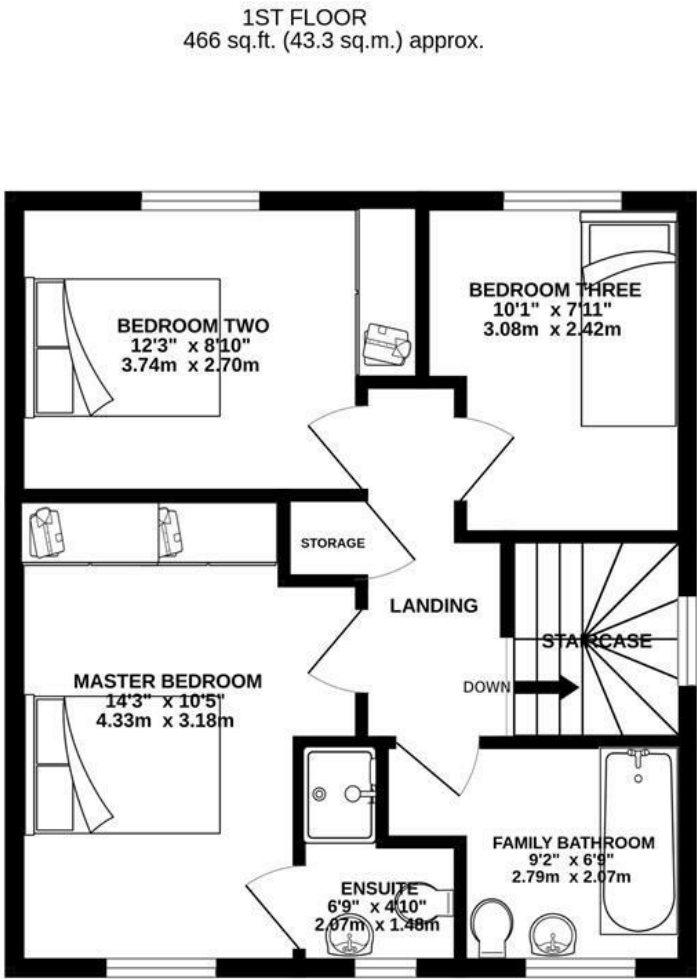 1ST FLOOR
466 sq.ft. (43.3 sq.m.) approx.
BEDROOM TWO
12'3" x 8'10"
3.74m x 2.70m
BEDROOM THREE
10'1" x 7'11"
3.08m x 2.42m
STORAGE
LANDING
STAIRCASE
DOWN
MASTER BEDROOM
14'3" x 10'5"
4.33m x 3.18m
FAMILY BATHROOM
9'2" x 6'9"
2.79m x 2.07m
ENSUITE
6'9" x 4'10"
2.07m x 1.48m